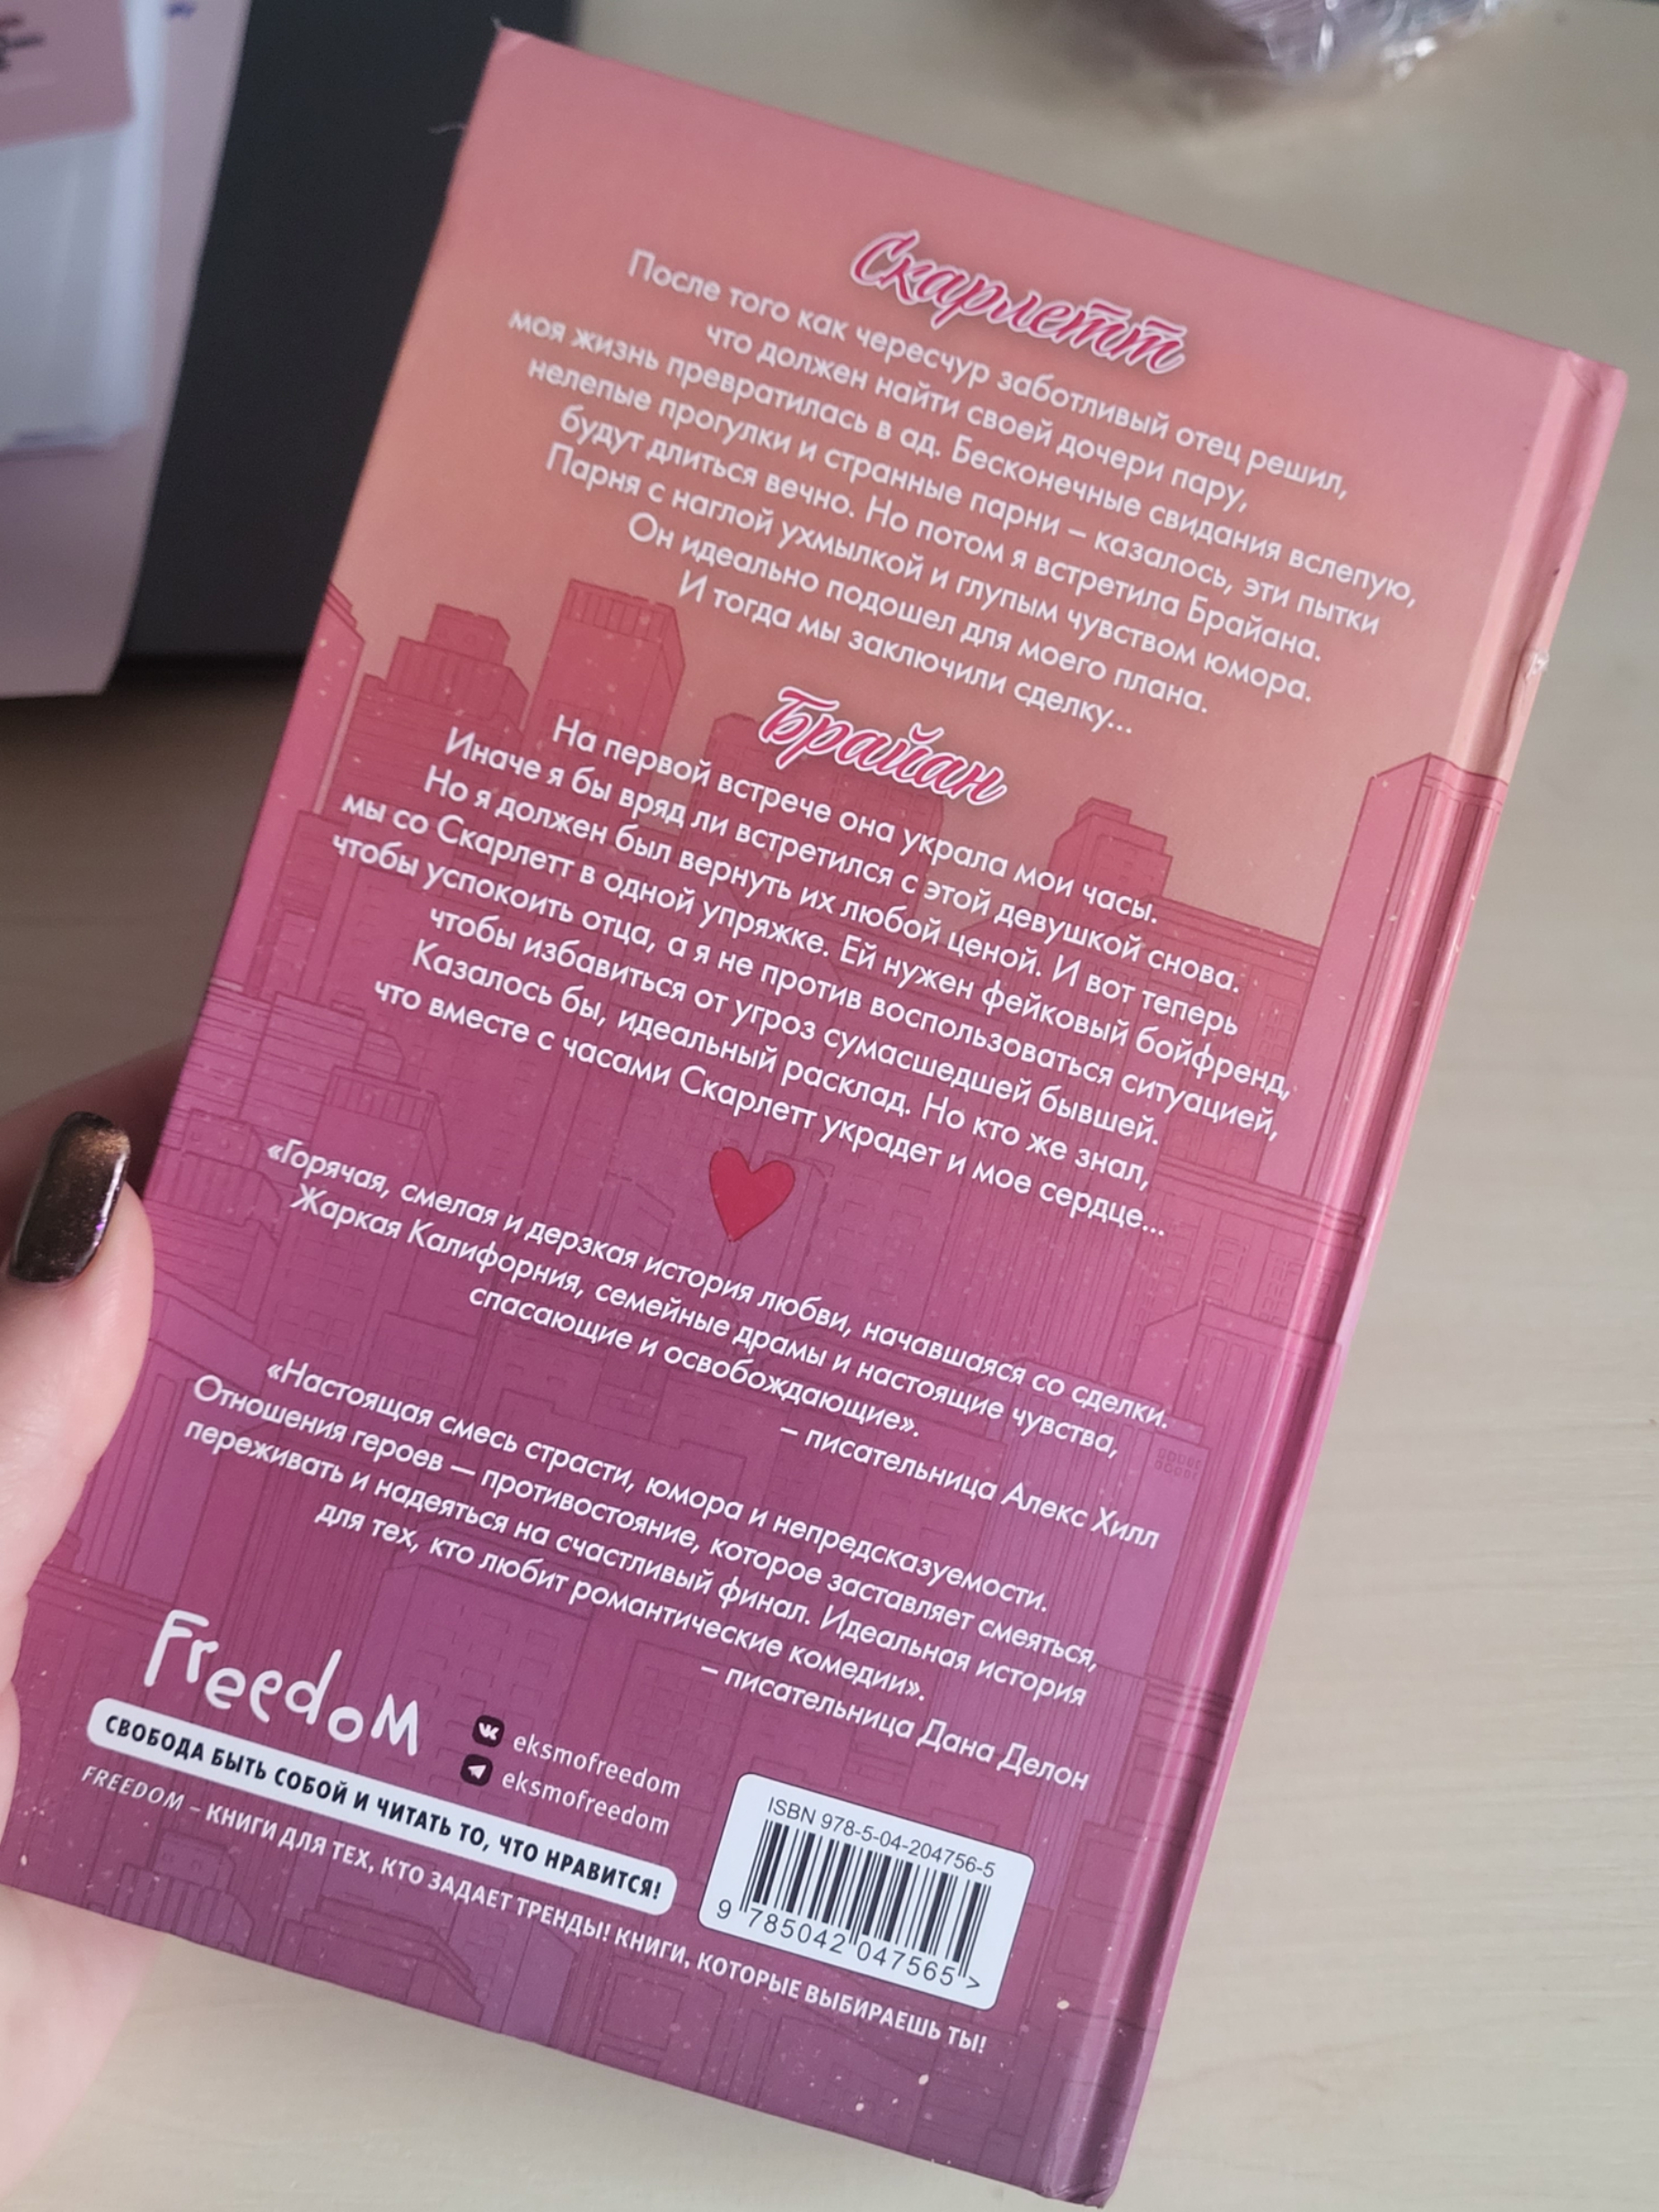 Скарлетт
После того как чересчур заботливый отец решил,
что должен найти своей дочери пару,
моя жизнь превратилась в ад. Бесконечные свидания вслепую,
нелепые прогулки и странные парни – казалось, эти пытки
будут длиться вечно. Но потом я встретила Брайана.
Парня с наглой ухмылкой и глупым чувством юмора.
Он идеально подошел для моего плана.
И тогда мы заключили сделку...
Брайан
На первой встрече она украла мои часы.
Иначе я бы вряд ли встретился с этой девушкой снова.
Но я должен был вернуть их любой ценой. И вот теперь
мы со Скарлетт в одной упряжке. Ей нужен фейковый бойфренд,
чтобы успокоить отца, а я не против воспользоваться ситуацией,
чтобы избавиться от угроз сумасшедшей бывшей.
Казалось бы, идеальный расклад. Но кто же знал,
что вместе с часами Скарлетт украдет и мое сердце...
«Горячая, смелая и дерзкая история любви, начавшаяся со сделки.
Жаркая Калифорния, семейные драмы и настоящие чувства,
спасающие и освобождающие».
– писательница Алекс Хилл
«Настоящая смесь страсти, юмора и непредсказуемости.
Отношения героев — противостояние, которое заставляет смеяться,
переживать и надеяться на счастливый финал. Идеальная история
для тех, кто любит романтические комедии».
– писательница Дана Делон
Freedom
eksmofreedom
eksmofreedom
СВОБОДА БЫТЬ СОБОЙ И ЧИТАТЬ ТО, ЧТО НРАВИТСЯ!
FREEDOM – КНИГИ ДЛЯ ТЕХ, КТО ЗАДАЕТ ТРЕНДЫ! КНИГИ, КОТОРЫЕ ВЫБИРАЕШЬ ТЫ!
ISBN 978-5-04-204756-5
9 785042 047565 >